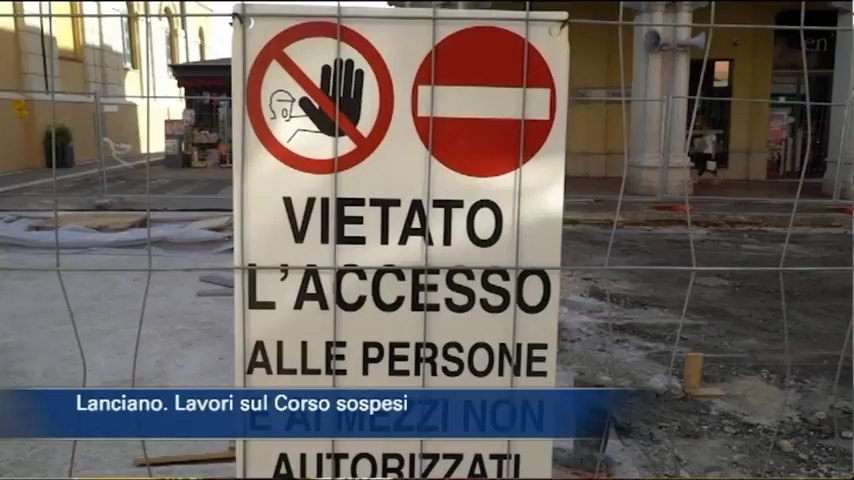 VIETATO
L'ACCESSO
ALLE PERSONE
E AI MEZZI NON
Lanciano. Lavori sul Corso sospesi
AUTORIZZATI